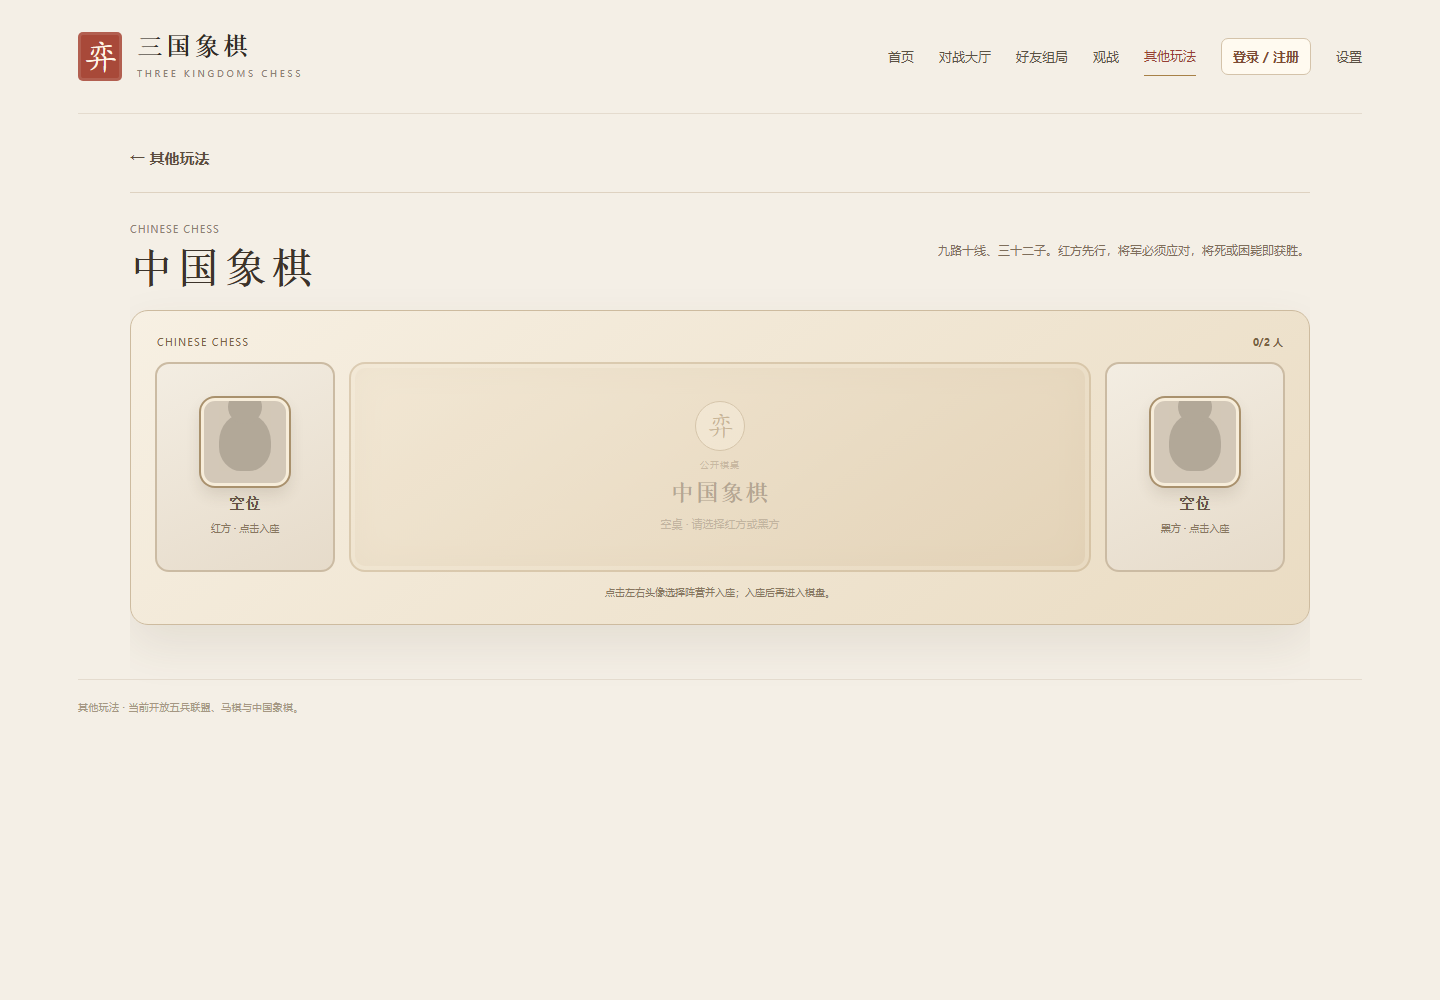 弈
三国象棋
THREE KINGDOMS CHESS
首页 对战大厅 好友组局 观战 其他玩法 登录 / 注册 设置
← 其他玩法
CHINESE CHESS
中国象棋
九路十线、三十二子。红方先行，将军必须应对，将死或困毙即获胜。
CHINESE CHESS
0/2 人
空位
红方 · 点击入座
弈
公开棋桌
中国象棋
空桌 · 请选择红方或黑方
空位
黑方 · 点击入座
点击左右头像选择阵营并入座；入座后再进入棋盘。
其他玩法 · 当前开放五兵联盟、马棋与中国象棋。